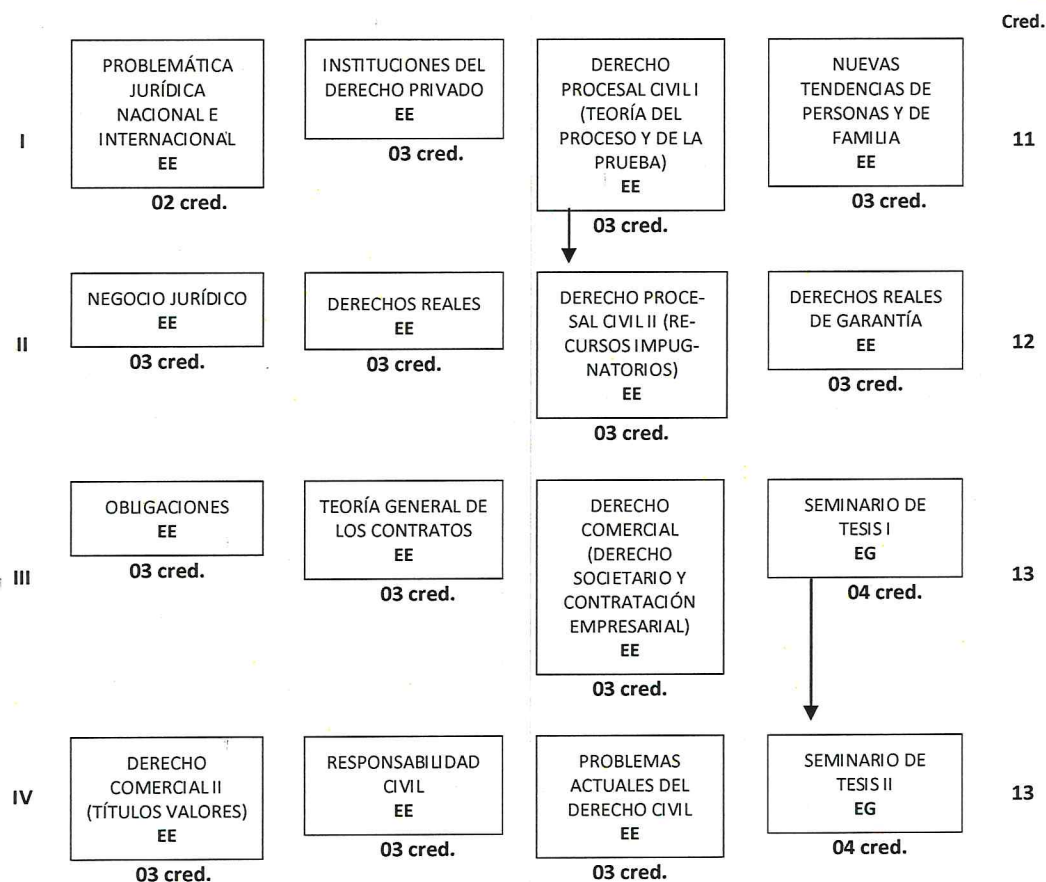 Cred.
I
PROBLEMÁTICA
JURÍDICA
NACIONAL E
INTERNACIONAL
EE
02 cred.
INSTITUCIONES DEL
DERECHO PRIVADO
EE
03 cred.
DERECHO
PROCESAL CIVIL I
(TEORÍA DEL
PROCESO Y DE LA
PRUEBA)
EE
03 cred.
NUEVAS
TENDENCIAS DE
PERSONAS Y DE
FAMILIA
EE
03 cred.
11
II
NEGOCIO JURÍDICO
EE
03 cred.
DERECHOS REALES
EE
03 cred.
DERECHO PROCE-
SAL CIVIL II (RE-
CURSOS IMPUG-
NATORIOS)
EE
03 cred.
DERECHOS REALES
DE GARANTÍA
EE
03 cred.
12
III
OBLIGACIONES
EE
03 cred.
TEORÍA GENERAL DE
LOS CONTRATOS
EE
03 cred.
DERECHO
COMERCIAL
(DERECHO
SOCIETARIO Y
CONTRATACIÓN
EMPRESARIAL)
EE
03 cred.
SEMINARIO DE
TESIS I
EG
04 cred.
13
IV
DERECHO
COMERCIAL II
(TÍTULOS VALORES)
EE
03 cred.
RESPONSABILIDAD
CIVIL
EE
03 cred.
PROBLEMAS
ACTUALES DEL
DERECHO CIVIL
EE
03 cred.
SEMINARIO DE
TESIS II
EG
04 cred.
13